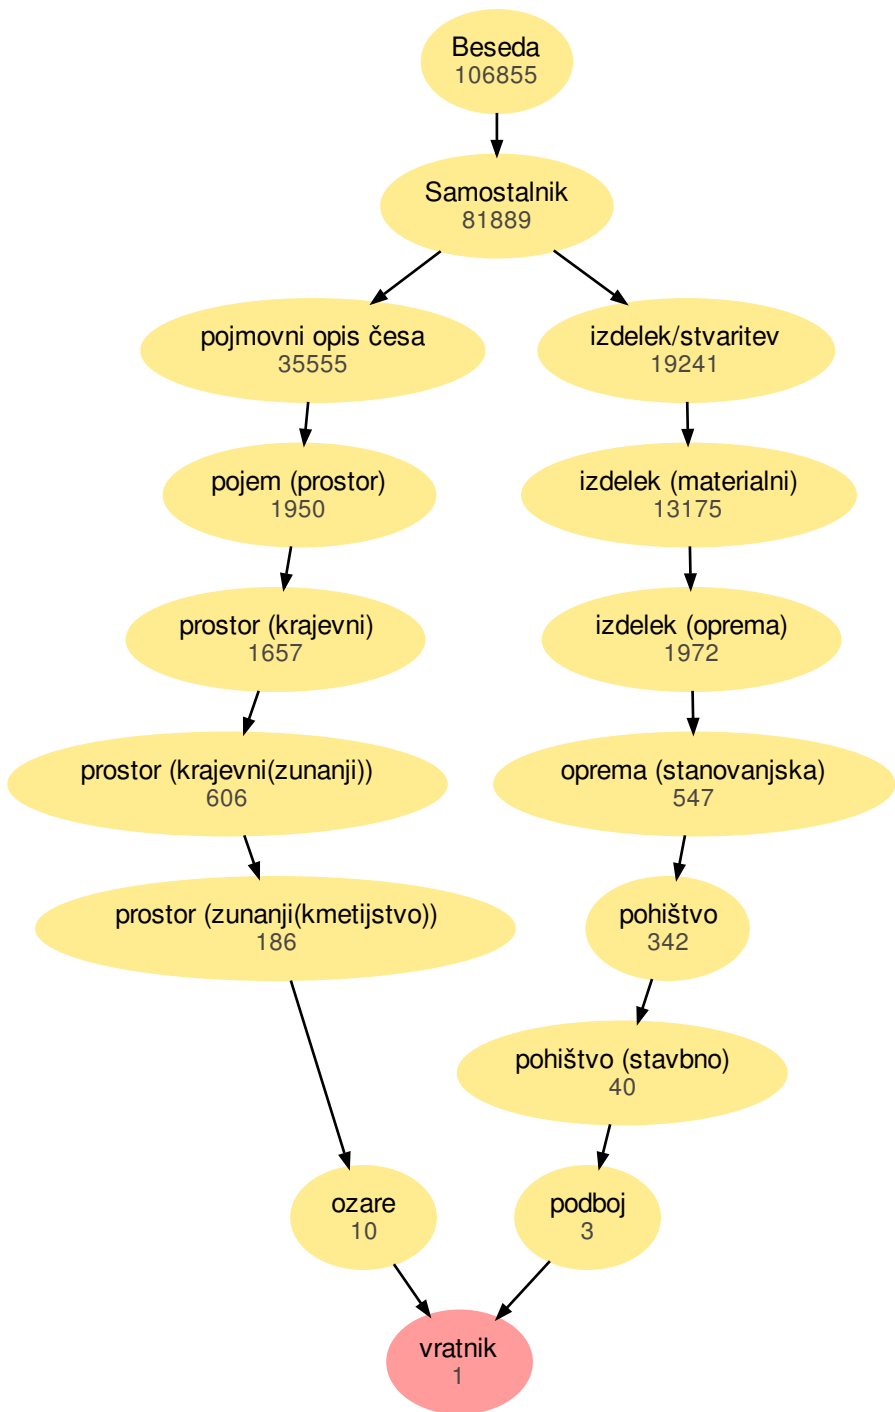 Beseda
106855
Samostalnik
81889
pojmovni opis česa
35555
izdelek/stvaritev
19241
pojem (prostor)
1950
izdelek (materialni)
13175
prostor (krajevni)
1657
izdelek (oprema)
1972
prostor (krajevni(zunanji))
606
oprema (stanovanjska)
547
prostor (zunanji(kmetijstvo))
186
pohištvo
342
pohištvo (stavbno)
40
ozare
10
podboj
3
vratnik
1